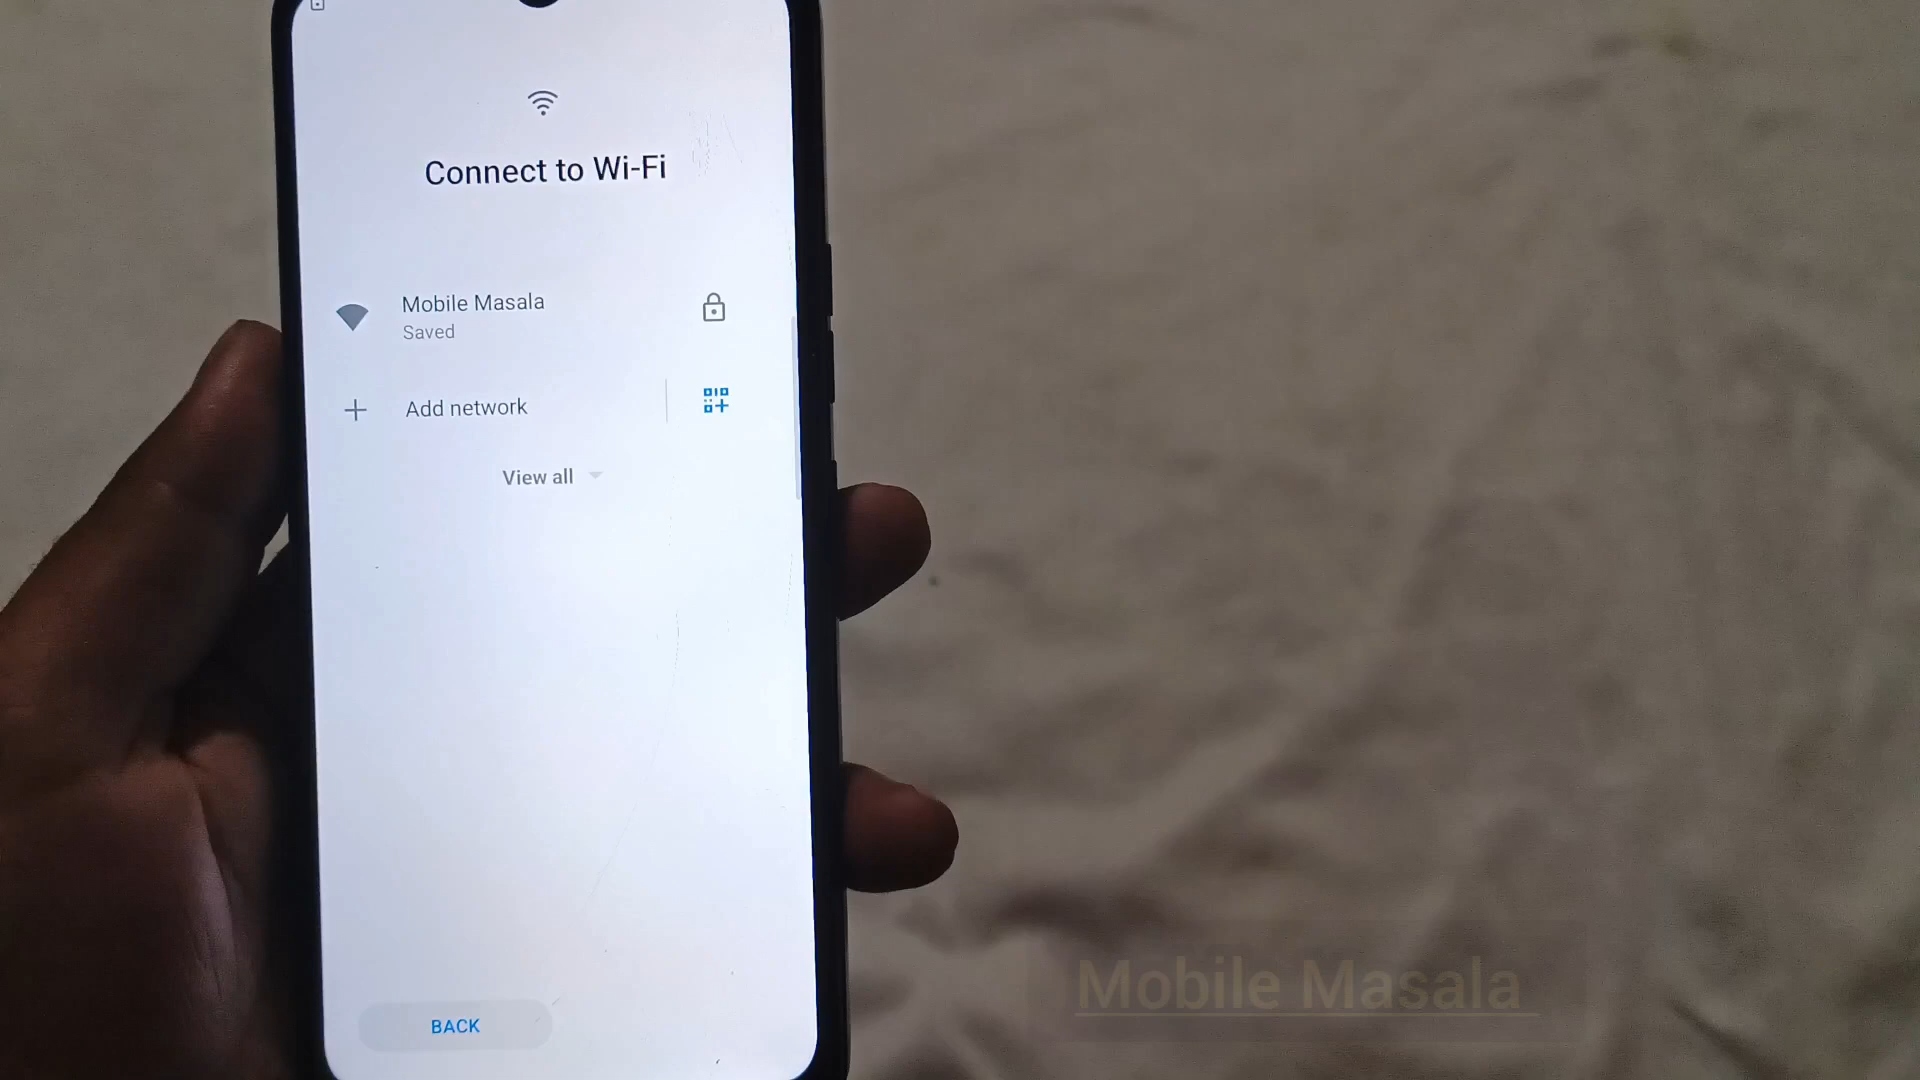 Connect to Wi-Fi
Mobile Masala
Saved
Add network
View all
BACK
Mobile Masala